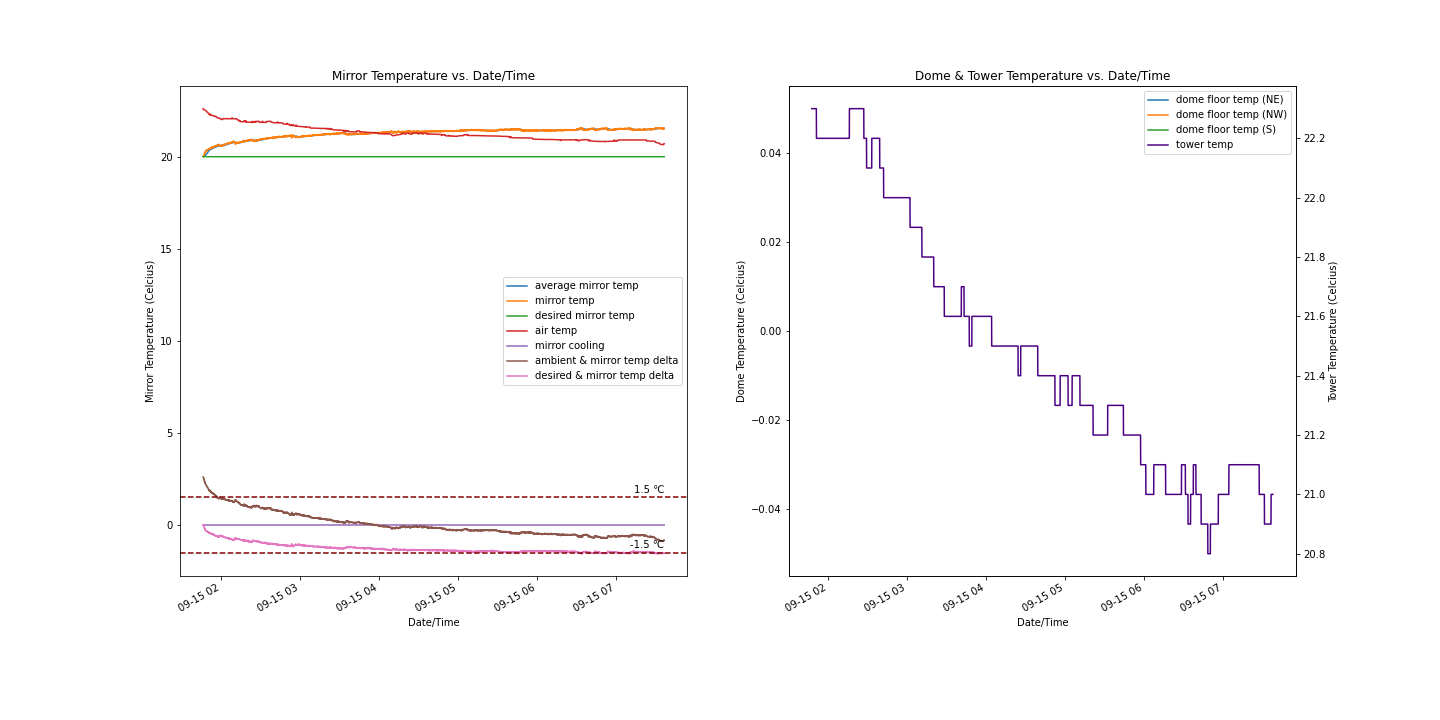 Mirror Temperature vs. Date/Time
Mirror Temperature (Celcius)
20
15
10
5
0
average mirror temp
mirror temp
desired mirror temp
air temp
mirror cooling
ambient & mirror temp delta
desired & mirror temp delta
1.5 °C
-1.5 °C
09-15 02
09-15 03
09-15 04
09-15 05
09-15 06
09-15 07
Date/Time
Dome & Tower Temperature vs. Date/Time
Dome Temperature (Celcius)
0.04
0.02
0.00
−0.02
−0.04
dome floor temp (NE)
dome floor temp (NW)
dome floor temp (S)
tower temp
22.2
22.0
21.8
21.6
21.4
21.2
21.0
20.8
Tower Temperature (Celcius)
09-15 02
09-15 03
09-15 04
09-15 05
09-15 06
09-15 07
Date/Time